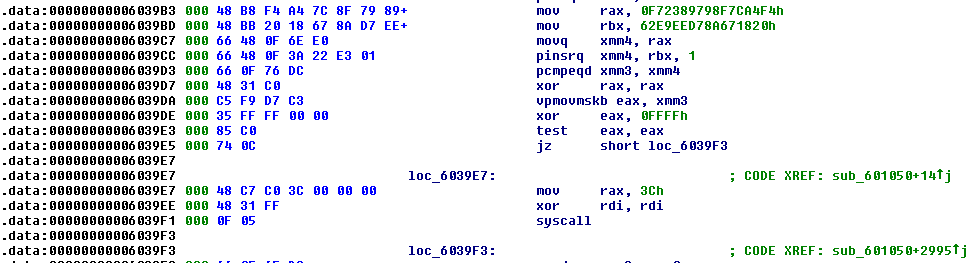 .data:00000000006039B3 000 48 B8 F4 A4 7C 8F 79 89+ mov rax, 0F72389798F7CA4F4h
.data:00000000006039BD 000 48 BB 20 18 67 8A D7 EE+ mov rbx, 62E9EED78A671820h
.data:00000000006039C7 000 66 48 0F 6E E0 movq xmm4, rax
.data:00000000006039CC 000 66 48 0F 3A 22 E3 01 pinsrq xmm4, rbx, 1
.data:00000000006039D3 000 66 0F 76 DC pcmpeqd xmm3, xmm4
.data:00000000006039D7 000 48 31 C0 xor rax, rax
.data:00000000006039DA 000 C5 F9 D7 C3 vpmovmskb eax, xmm3
.data:00000000006039DE 000 35 FF FF 00 00 xor eax, 0FFFFh
.data:00000000006039E3 000 85 C0 test eax, eax
.data:00000000006039E5 000 74 0C jz short loc_6039F3
.data:00000000006039E7
.data:00000000006039E7 loc_6039E7: ; CODE XREF: sub_601050+14↑j
.data:00000000006039E7 000 48 C7 C0 3C 00 00 00 mov rax, 3Ch
.data:00000000006039EE 000 48 31 FF xor rdi, rdi
.data:00000000006039F1 000 0F 05 syscall
.data:00000000006039F3
.data:00000000006039F3 loc_6039F3: ; CODE XREF: sub_601050+2995↑j